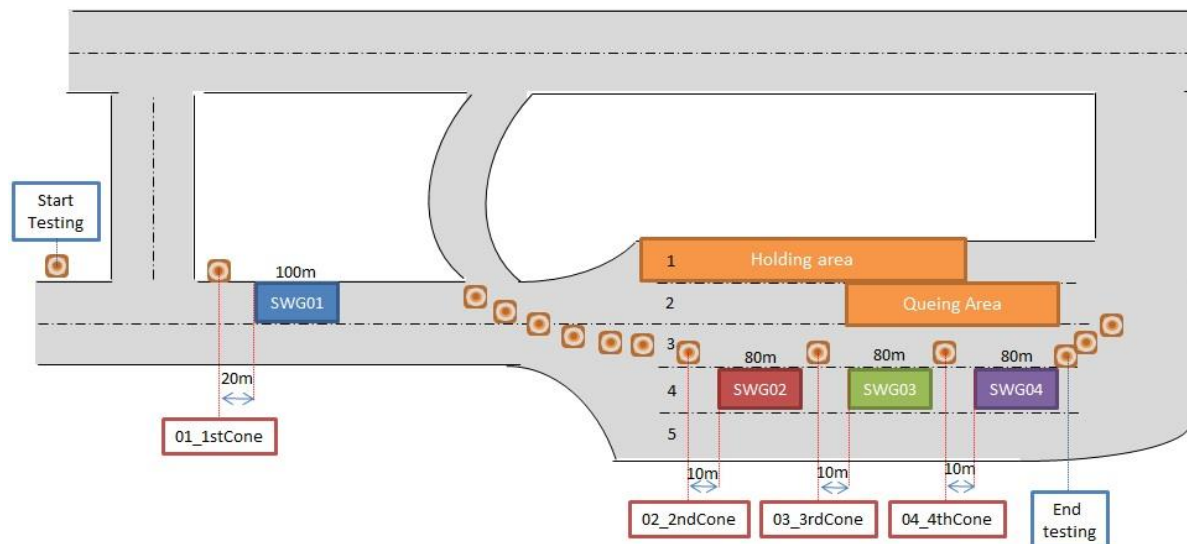 Start
Testing
100m
SWG01
20m
01_1stCone
1
Holding area
2
Queing Area
3
80m
80m
80m
4
SWG02
SWG03
SWG04
5
10m
10m
10m
02_2ndCone
03_3rdCone
04_4thCone
End
testing